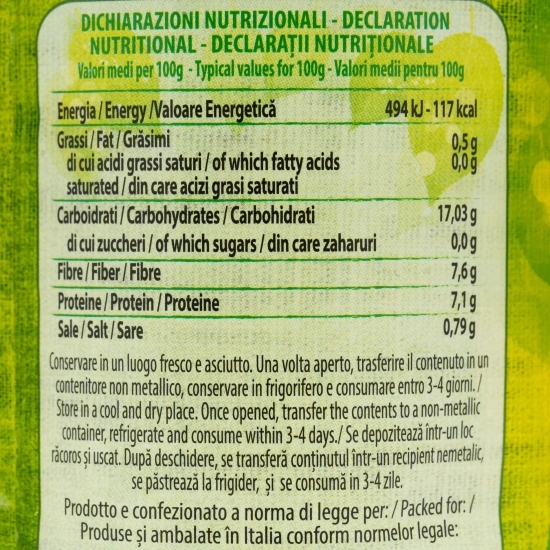 DICHIARAZIONI NUTRIZIONALI - DECLARATION
NUTRITIONAL - DECLARAȚII NUTRIȚIONALE
Valori medi per 100g - Typical values for 100g - Valori medii pentru 100g
Energia / Energy /Valoare Energetică 494 kJ - 117 kcal
Grassi / Fat / Grăsimi 0,5 g
di cui acidi grassi saturi / of which fatty acids 0,0 g
saturated / din care acizi grasi saturati
Carboidrati / Carbohydrates / Carbohidrati 17,03 g
di cui zuccheri / of which sugars / din care zaharuri 0,0 g
Fibre / Fiber / Fibre 7,6 g
Proteine / Protein / Proteine 7,1 g
Sale / Salt / Sare 0,79 g
Conservare in un luogo fresco e asciutto. Una volta aperto, trasferire il contenuto in un
contenitore non metallico, conservare in frigorifero e consumare entro 3-4 giorni. /
Store in a cool and dry place. Once opened, transfer the contents to a non-metallic
container, refrigerate and consume within 3-4 days./ Se depozitează într-un loc
răcoros și uscat. După deschidere, se transferă conținutul într-un recipient nemetalic,
se păstrează la frigider, și se consumă in 3-4 zile.
Prodotto e confezionato a norma di legge per: / Packed for: /
Produse și ambalate în Italia conform normelor legale: